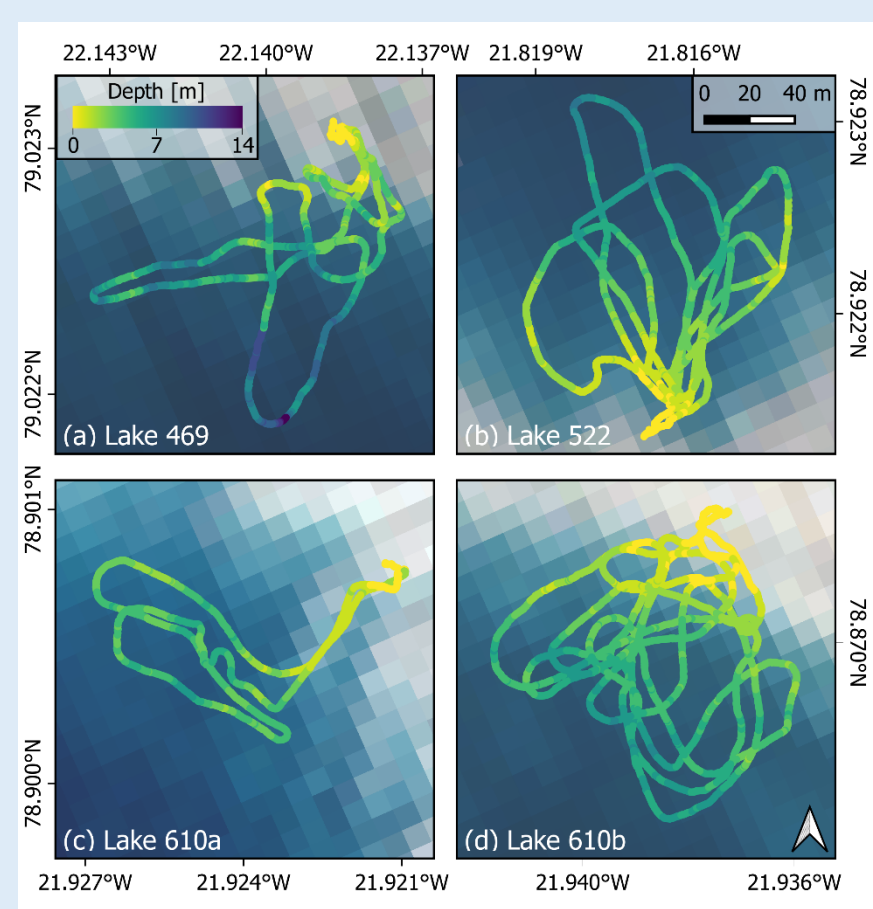 22.143°W 22.140°W 22.137°W 21.819°W 21.816°W
Depth [m]
0 7 14
0 20 40 m
79.023°N
79.022°N
78.923°N
78.922°N
(a) Lake 469
(b) Lake 522
78.901°N
78.900°N
78.870°N
(c) Lake 610a
(d) Lake 610b
21.927°W 21.924°W 21.921°W 21.940°W 21.936°W